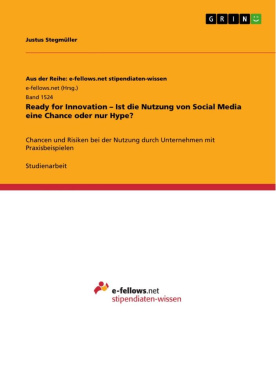 GRIN
Justus Stegmüller
Aus der Reihe: e-fellows.net stipendiaten-wissen
e-fellows.net (Hrsg.)
Band 1524
Ready for Innovation – Ist die Nutzung von Social Media
eine Chance oder nur Hype?
Chancen und Risiken bei der Nutzung durch Unternehmen mit
Praxisbeispielen
Studienarbeit
e-fellows.net
stipendiaten-wissen